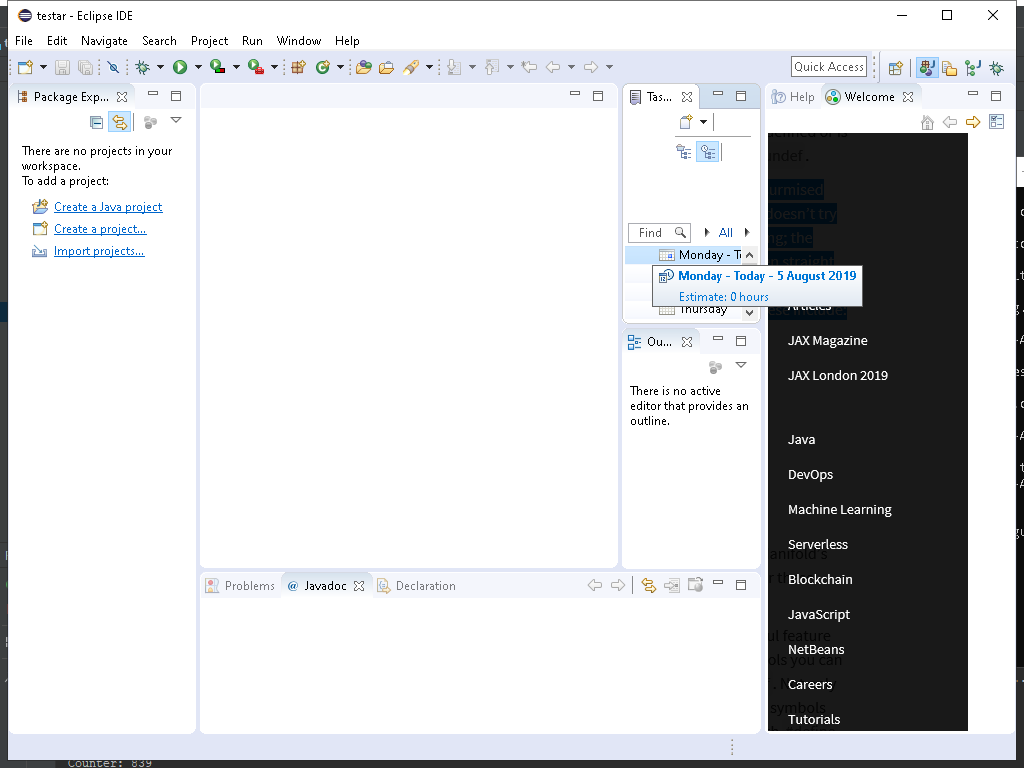 testar - Eclipse IDE
File Edit Navigate Search Project Run Window Help
Quick Access
Package Exp...
There are no projects in your
workspace.
To add a project:
Create a Java project
Create a project...
Import projects...
Tas...
Find
All
Monday - T
Monday - Today - 5 August 2019
Estimate: 0 hours
Thursday
Ou...
There is no active
editor that provides an
outline.
Problems @ Javadoc Declaration
Help Welcome
undef.
urmised
doesn't try
ng; the
straight
Articles
JAX Magazine
JAX London 2019
Java
DevOps
Machine Learning
Serverless
Blockchain
JavaScript
NetBeans
Careers
Tutorials
anifold's
ul feature
ols you can
symbols
Counter: 839